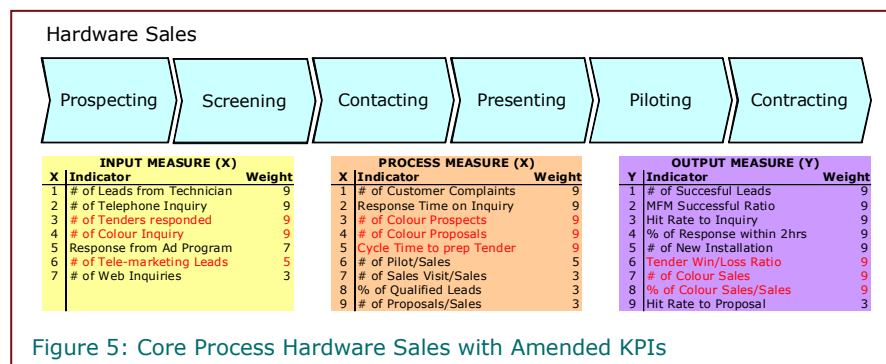 Hardware Sales
Prospecting
Screening
Contacting
Presenting
Piloting
Contracting
INPUT MEASURE (X)
X Indicator Weight
1 # of Leads from Technician 9
2 # of Telephone Inquiry 9
3 # of Tenders responded 9
4 # of Colour Inquiry 9
5 Response from Ad Program 7
6 # of Tele-marketing Leads 5
7 # of Web Inquiries 3
PROCESS MEASURE (X)
X Indicator Weight
1 # of Customer Complaints 9
2 Response Time on Inquiry 9
3 # of Colour Prospects 9
4 # of Colour Proposals 9
5 Cycle Time to prep Tender 9
6 # of Pilot/Sales 5
7 # of Sales Visit/Sales 3
8 % of Qualified Leads 3
9 # of Proposals/Sales 3
OUTPUT MEASURE (Y)
Y Indicator Weight
1 # of Succesful Leads 9
2 MFM Successful Ratio 9
3 Hit Rate to Inquiry 9
4 % of Response within 2hrs 9
5 # of New Installation 9
6 Tender Win/Loss Ratio 9
7 # of Colour Sales 9
8 % of Colour Sales/Sales 9
9 Hit Rate to Proposal 3
Figure 5: Core Process Hardware Sales with Amended KPIs